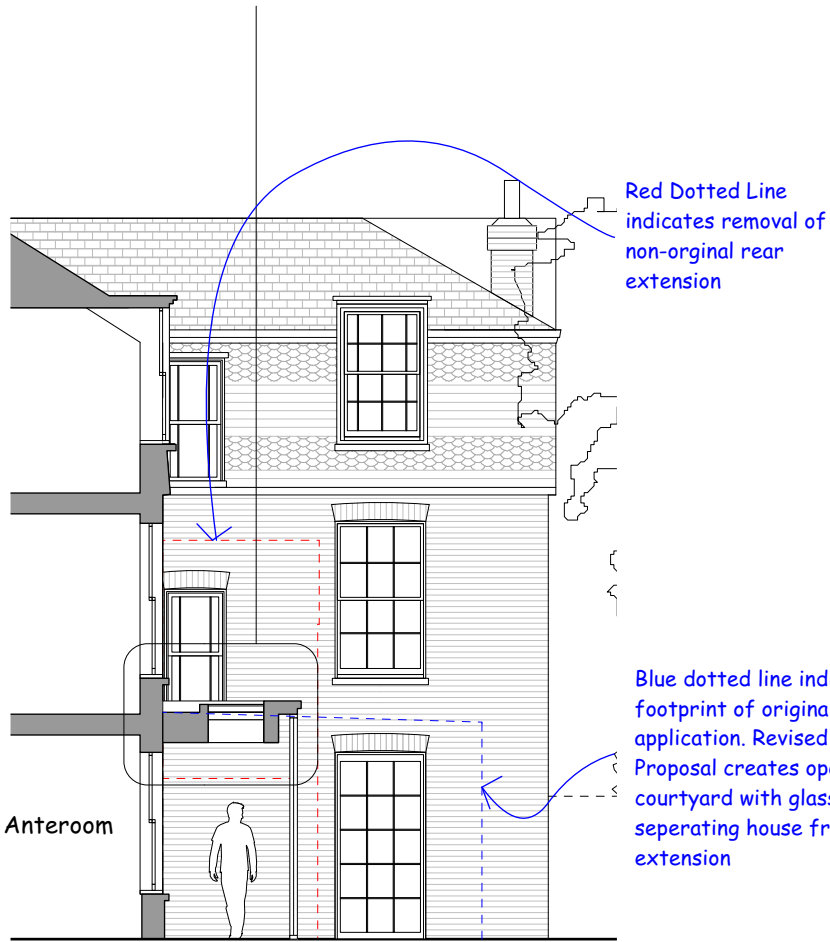 Red Dotted Line
indicates removal of
non-orginal rear
extension
Blue dotted line ind
footprint of origina
application. Revised
Proposal creates ope
courtyard with glass
seperating house fr
extension
Anteroom